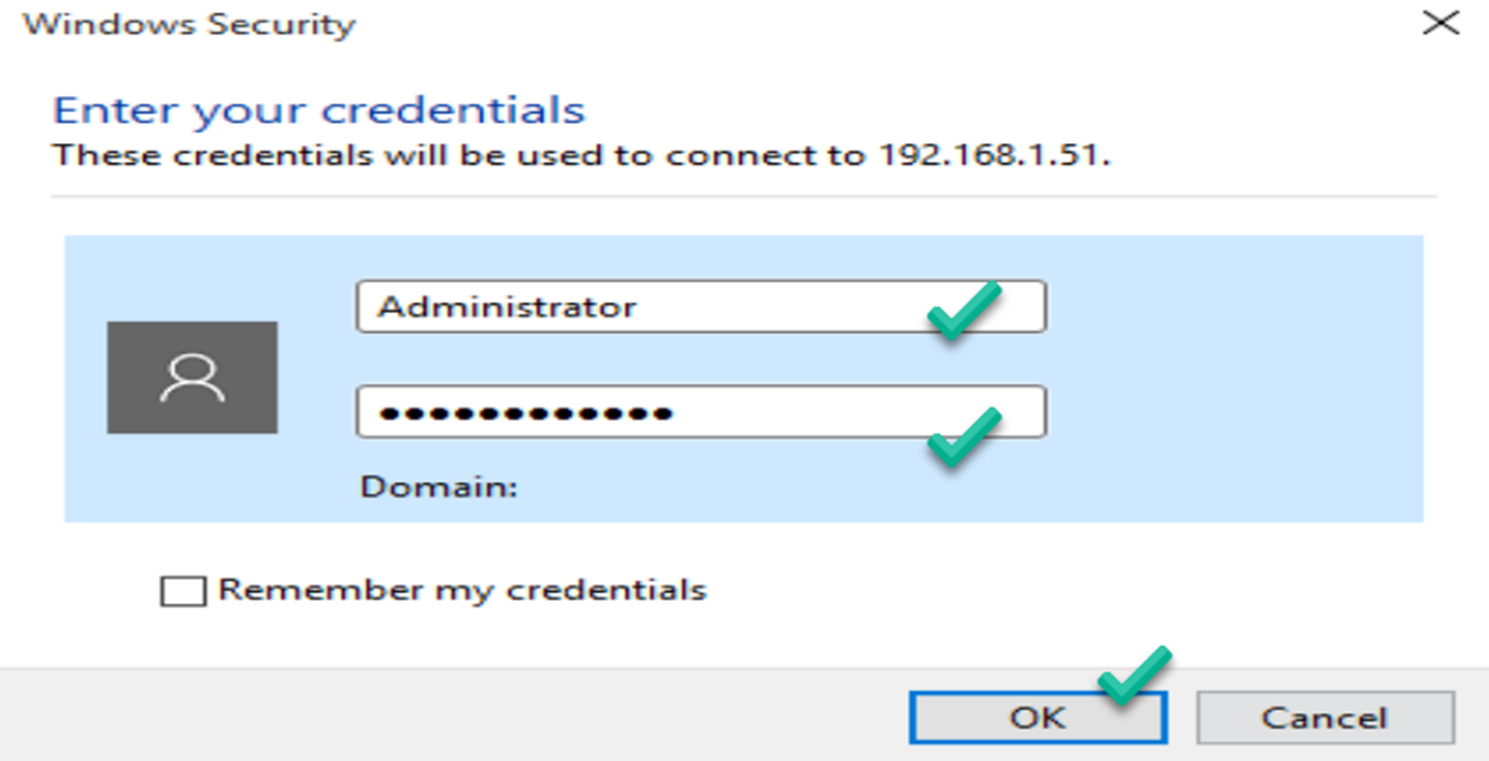 Windows Security
Enter your credentials
These credentials will be used to connect to 192.168.1.51.
Administrator
●●●●●●●●●●●●
Domain:
Remember my credentials
OK
Cancel